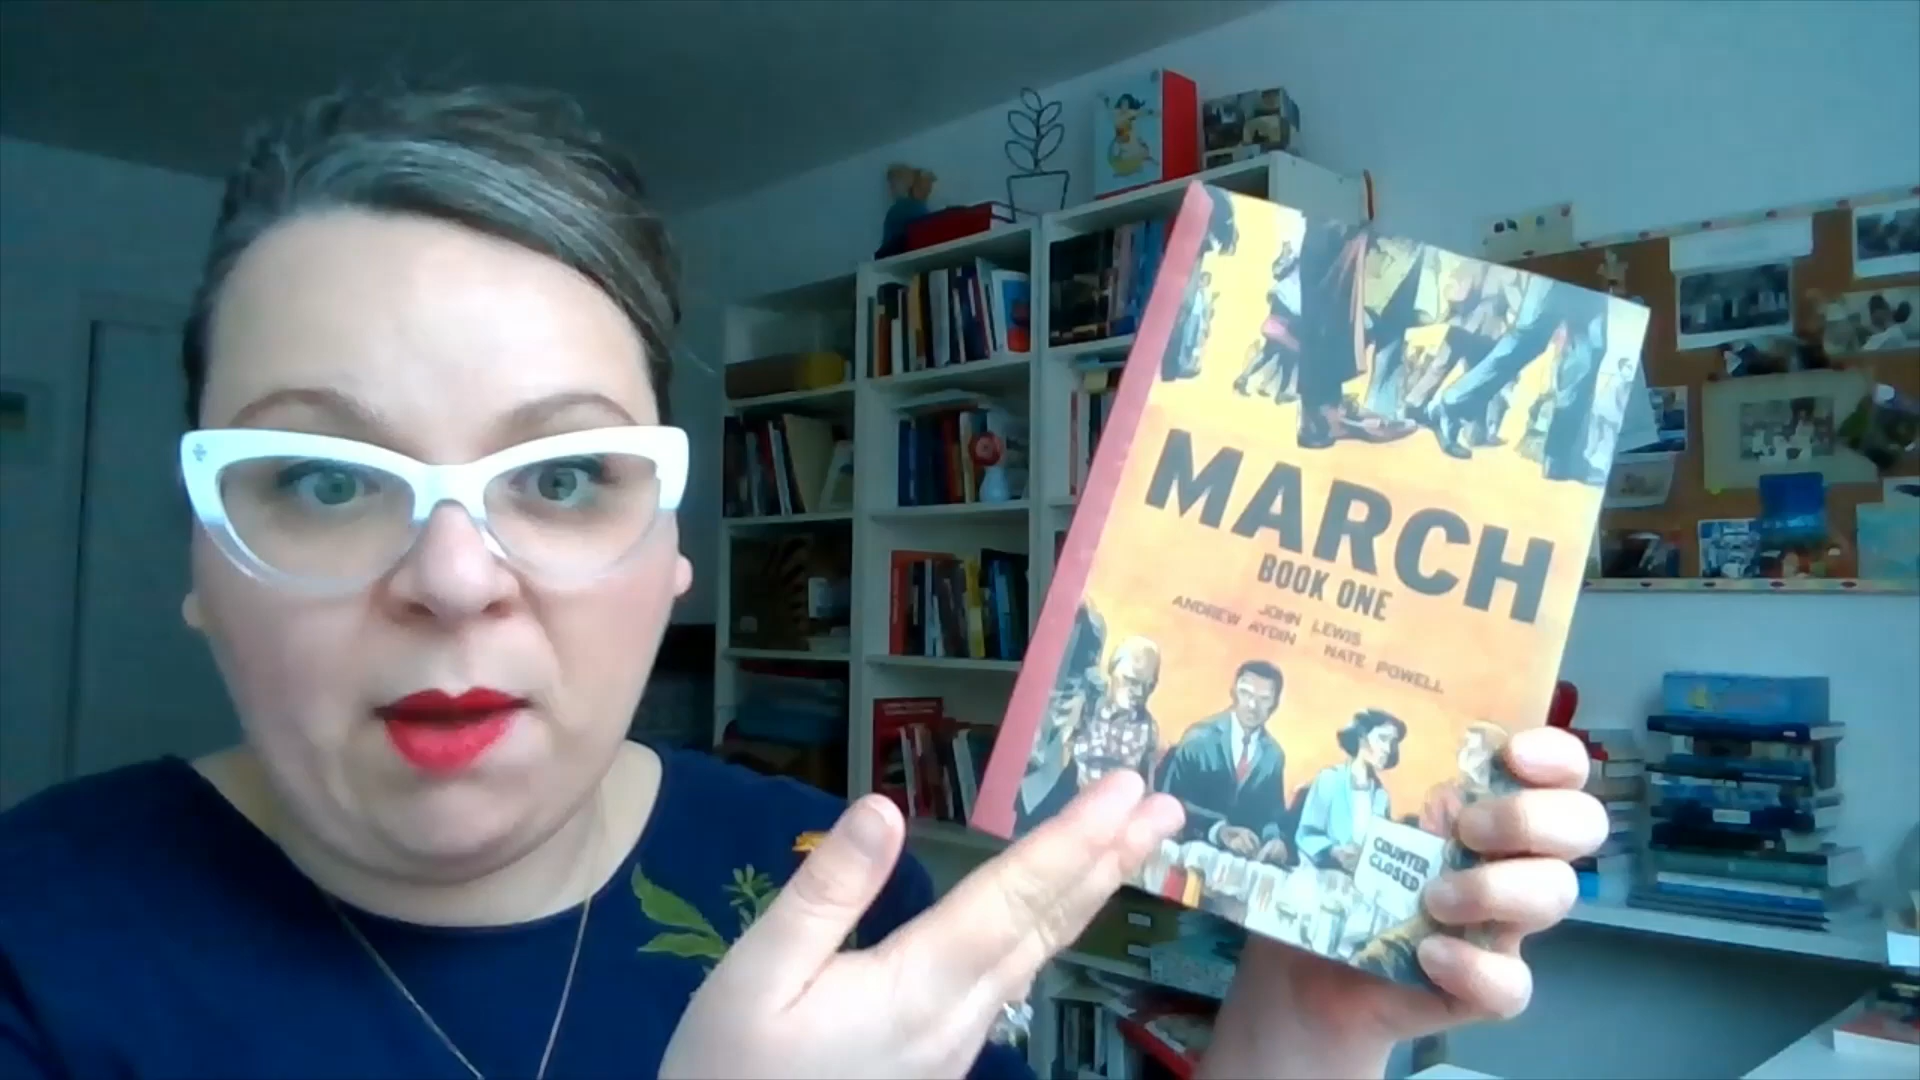 MARCH
BOOK ONE
JOHN LEWIS
ANDREW AYDIN NATE POWELL
COUNTER
CLOSED